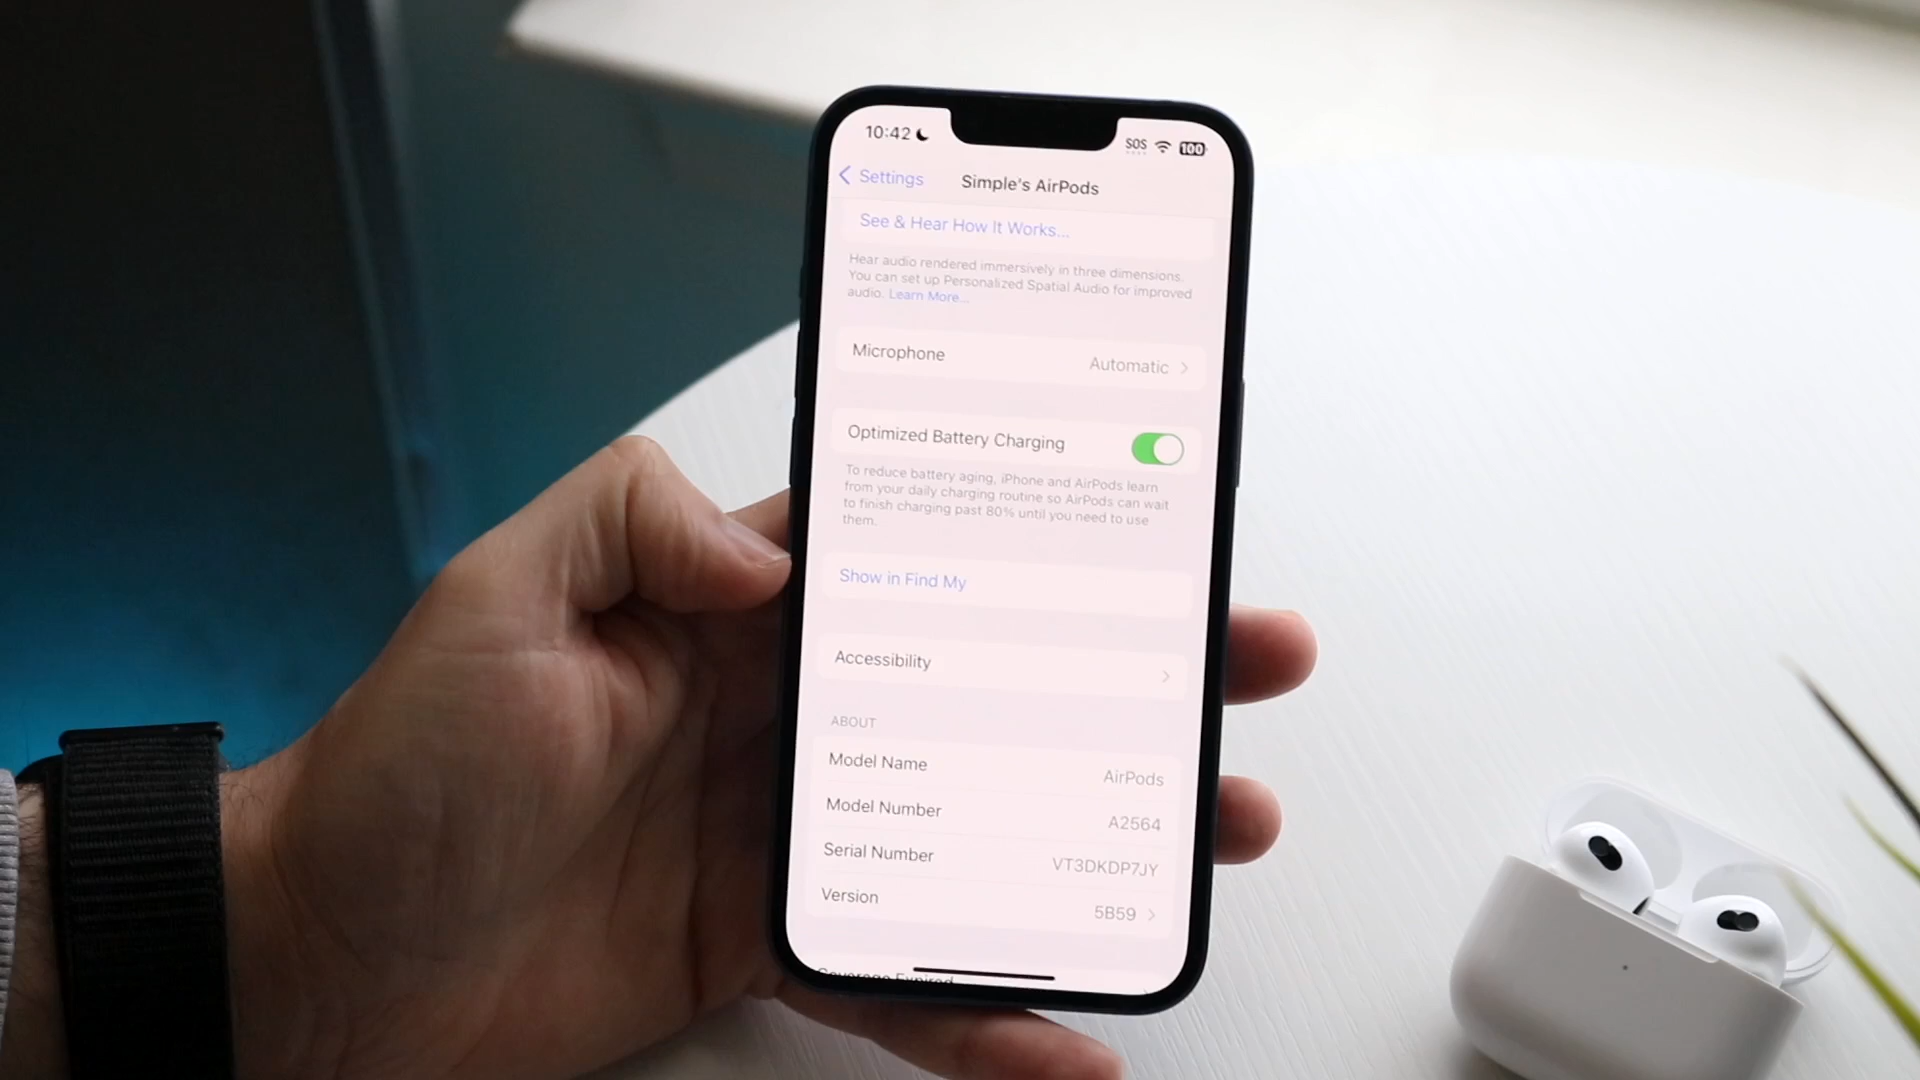 10:42
SOS
100
Settings
Simple's AirPods
See & Hear How It Works...
Hear audio rendered immersively in three dimensions.
You can set up Personalized Spatial Audio for improved
audio. Learn More...
Microphone
Automatic
Optimized Battery Charging
To reduce battery aging, iPhone and AirPods learn
from your daily charging routine so AirPods can wait
to finish charging past 80% until you need to use
them.
Show in Find My
Accessibility
ABOUT
Model Name
AirPods
Model Number
A2564
Serial Number
VT3DKDP7JY
Version
5B59
Coverage Expired